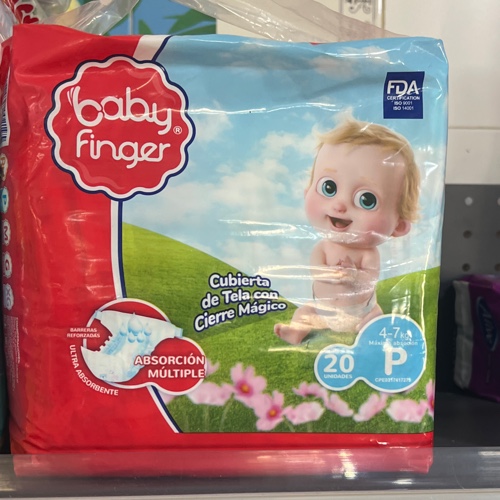 baby
finger®
FDA
CERTIFICATION
ISO 9001
ISO 14001
Cubierta
de Tela con
Cierre Mágico
BARRERAS
REFORZADAS
ULTRA ABSORBENTE
ABSORCIÓN
MÚLTIPLE
4-7kg
20
UNIDADES
P